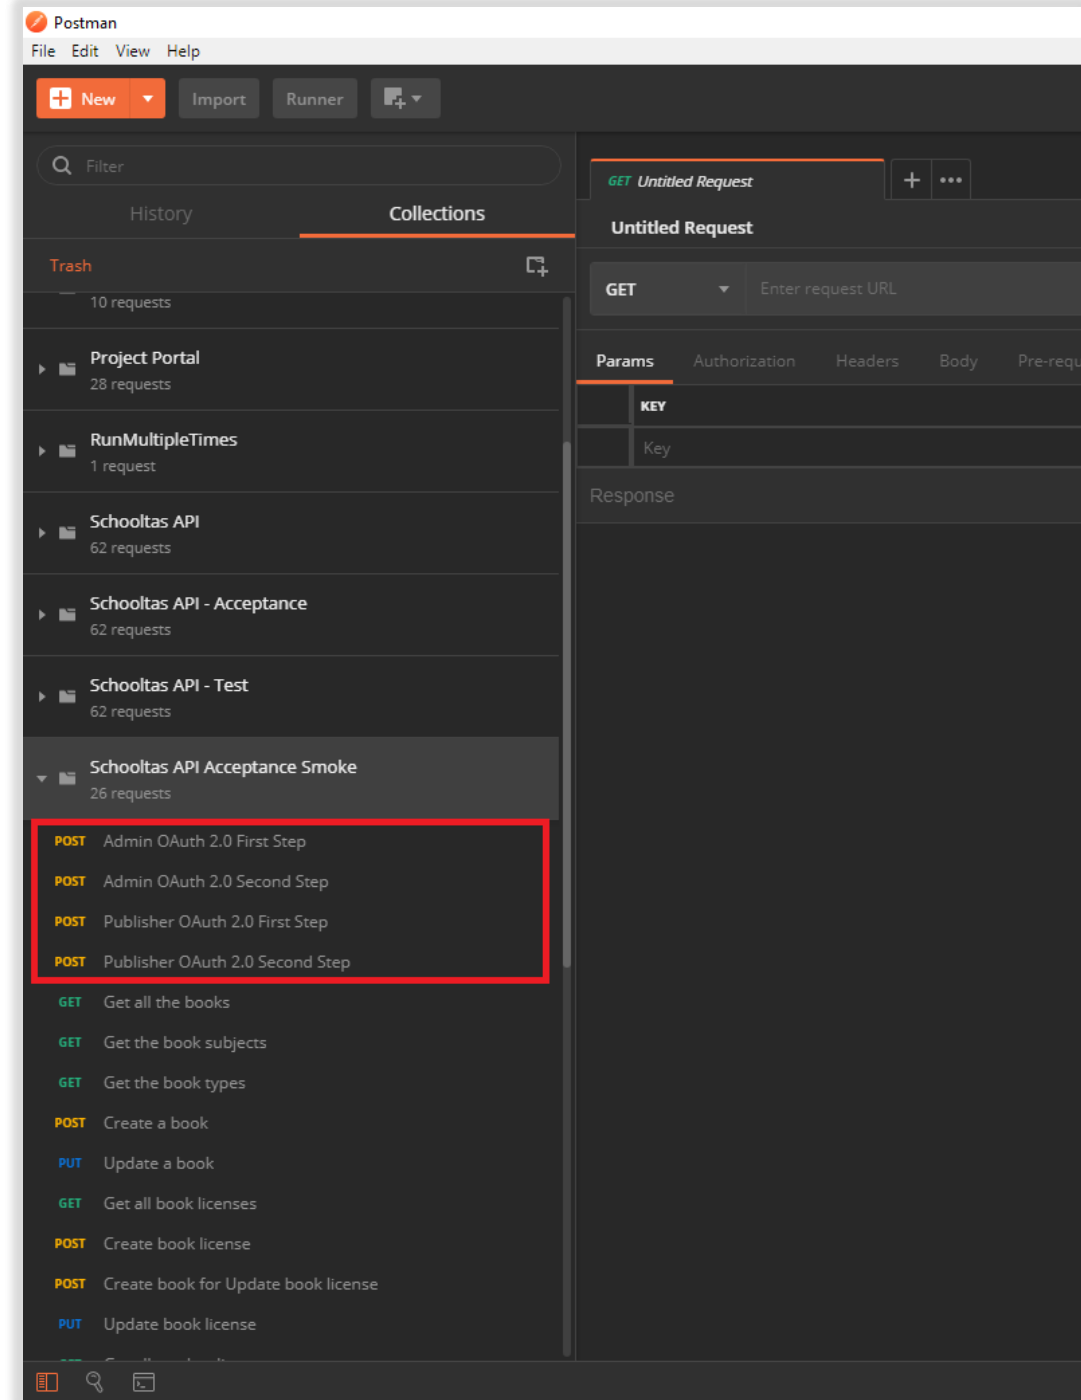 Postman
File Edit View Help
New Import Runner
Filter
History Collections
Trash
10 requests
Project Portal
28 requests
RunMultipleTimes
1 request
Schooltas API
62 requests
Schooltas API - Acceptance
62 requests
Schooltas API - Test
62 requests
Schooltas API Acceptance Smoke
26 requests
POST Admin OAuth 2.0 First Step
POST Admin OAuth 2.0 Second Step
POST Publisher OAuth 2.0 First Step
POST Publisher OAuth 2.0 Second Step
GET Get all the books
GET Get the book subjects
GET Get the book types
POST Create a book
PUT Update a book
GET Get all book licenses
POST Create book license
POST Create book for Update book license
PUT Update book license
GET Untitled Request
Untitled Request
GET Enter request URL
Params Authorization Headers Body Pre-requ
KEY
Key
Response